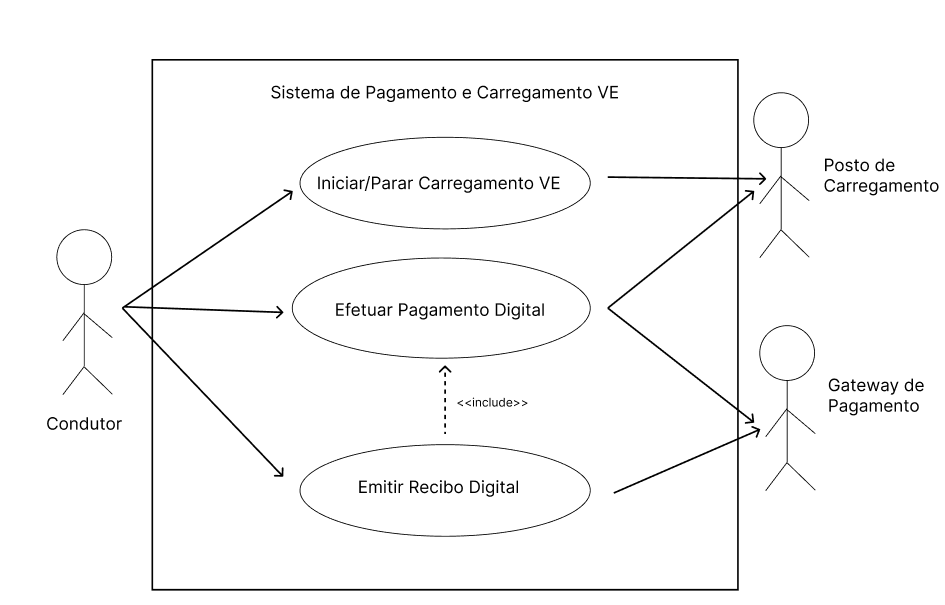 Sistema de Pagamento e Carregamento VE
Iniciar/Parar Carregamento VE
Posto de
Carregamento
Efetuar Pagamento Digital
<<include>>
Gateway de
Pagamento
Condutor
Emitir Recibo Digital